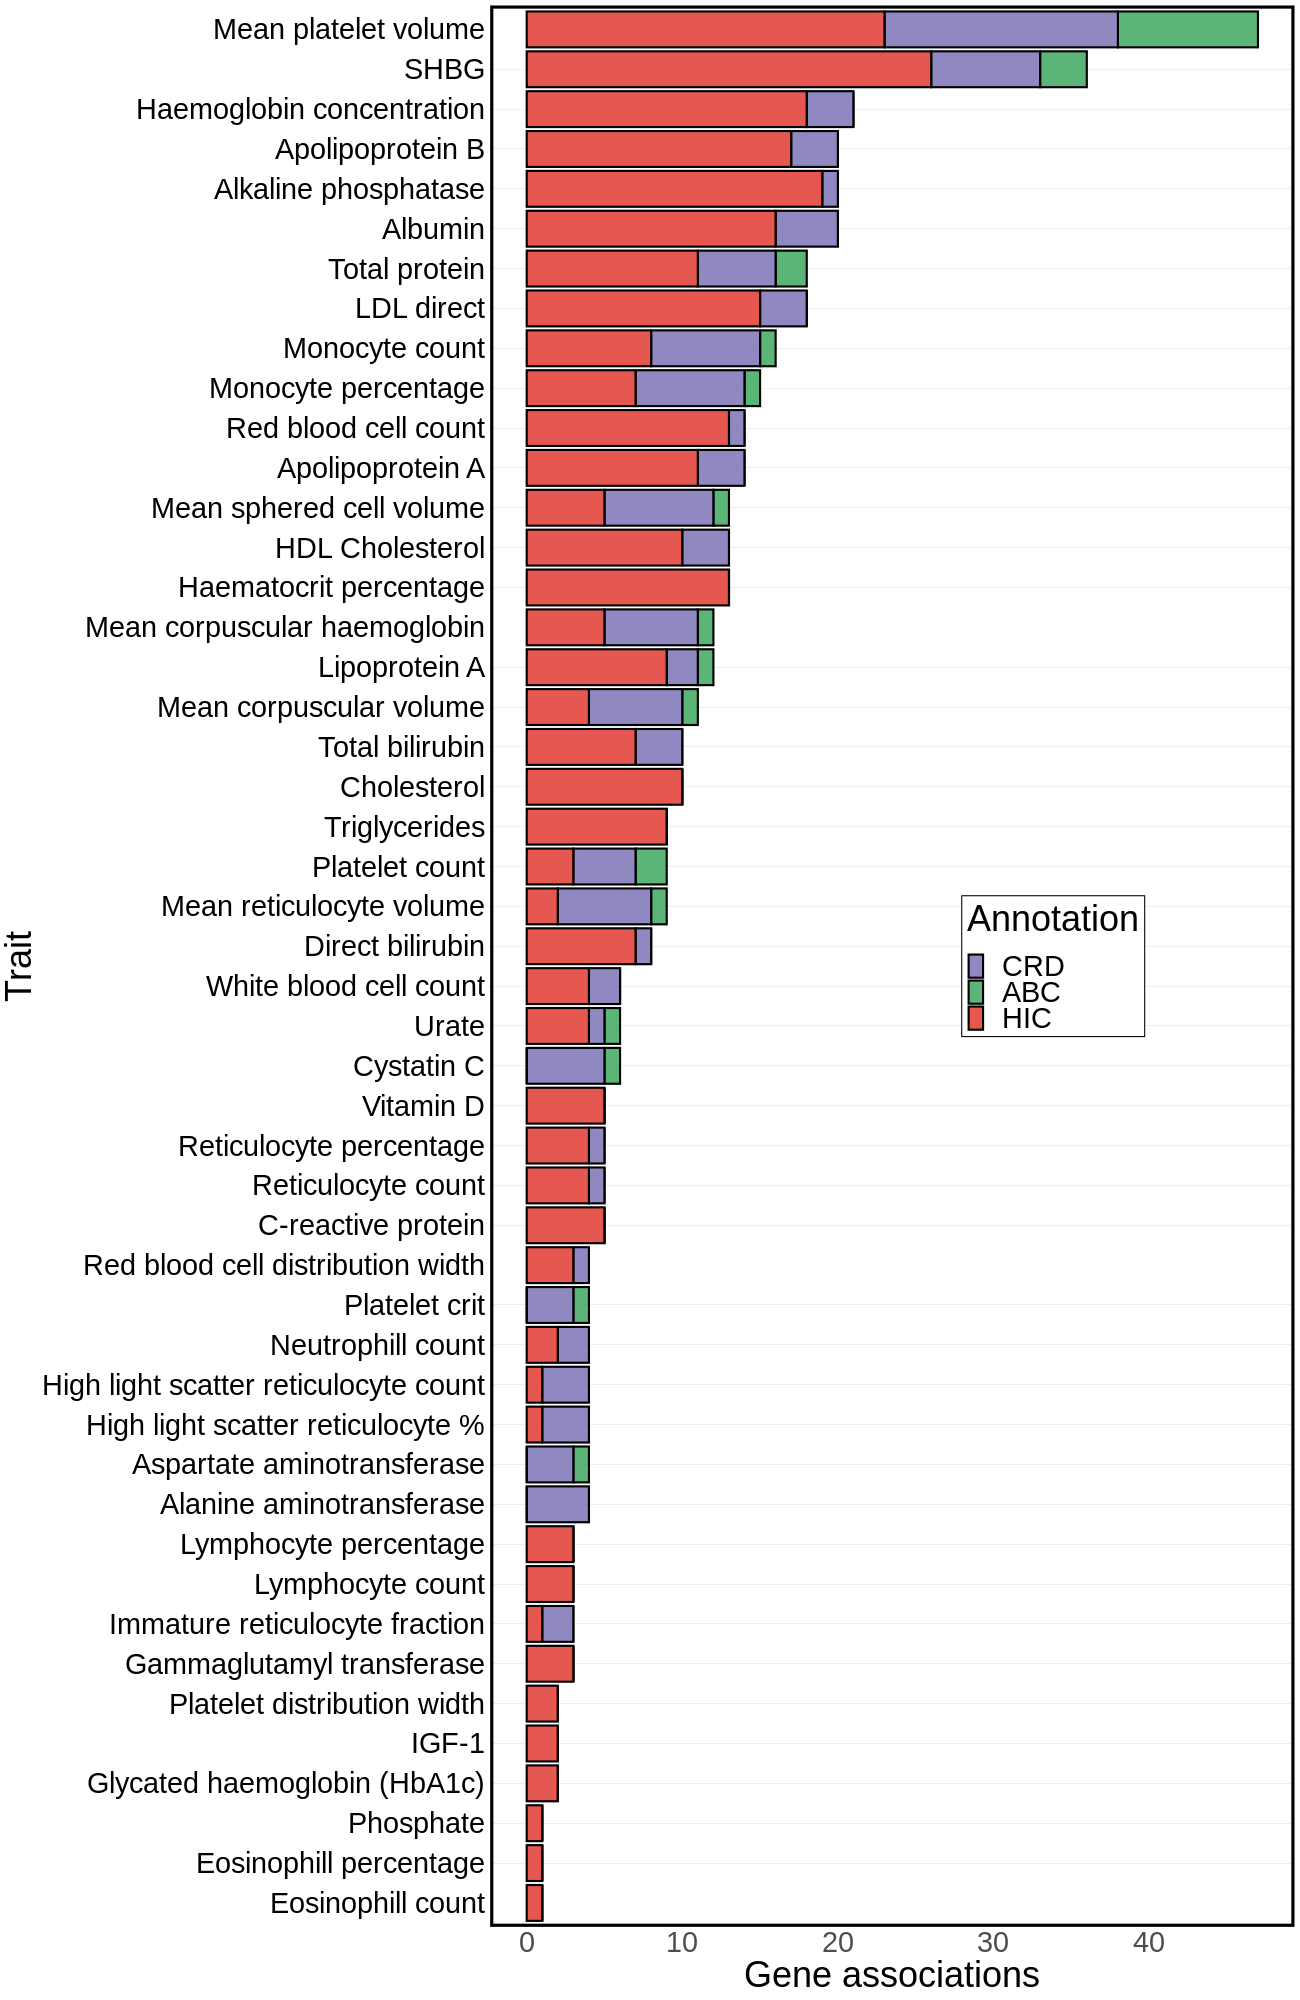 Mean platelet volume
SHBG
Haemoglobin concentration
Apolipoprotein B
Alkaline phosphatase
Albumin
Total protein
LDL direct
Monocyte count
Monocyte percentage
Red blood cell count
Apolipoprotein A
Mean sphered cell volume
HDL Cholesterol
Haematocrit percentage
Mean corpuscular haemoglobin
Lipoprotein A
Mean corpuscular volume
Total bilirubin
Cholesterol
Triglycerides
Platelet count
Mean reticulocyte volume
Direct bilirubin
White blood cell count
Urate
Cystatin C
Vitamin D
Reticulocyte percentage
Reticulocyte count
C-reactive protein
Red blood cell distribution width
Platelet crit
Neutrophill count
High light scatter reticulocyte count
High light scatter reticulocyte %
Aspartate aminotransferase
Alanine aminotransferase
Lymphocyte percentage
Lymphocyte count
Immature reticulocyte fraction
Gammaglutamyl transferase
Platelet distribution width
IGF-1
Glycated haemoglobin (HbA1c)
Phosphate
Eosinophill percentage
Eosinophill count
Trait
Annotation
CRD
ABC
HIC
0 10 20 30 40
Gene associations